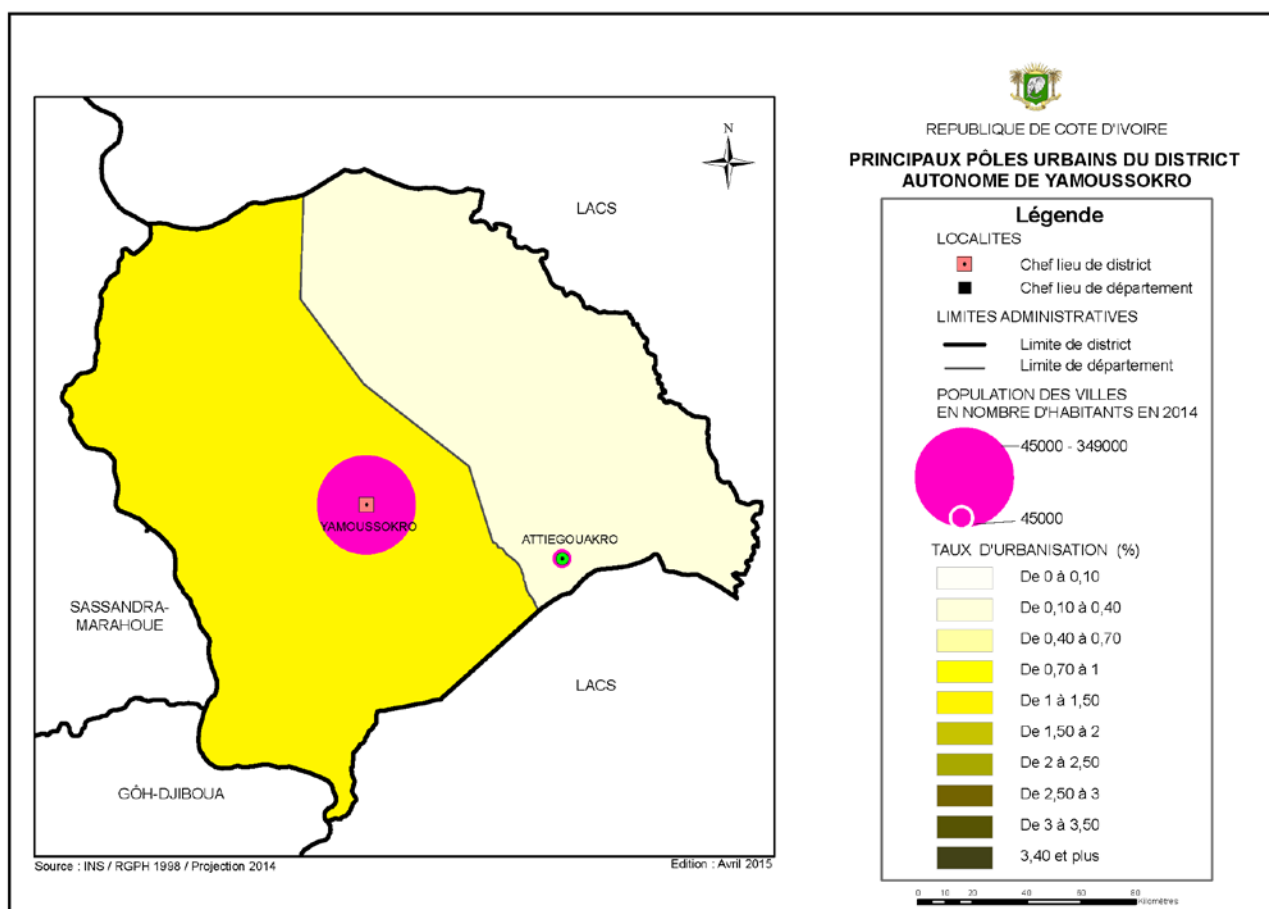 REPUBLIQUE DE COTE D'IVOIRE
PRINCIPAUX PÔLES URBAINS DU DISTRICT
AUTONOME DE YAMOUSSOKRO
N
LACS
YAMOUSSOKRO
ATTIEGOUAKRO
SASSANDRA-
MARAHOUE
LACS
GÔH-DJIBOUA
Source : INS / RGPH 1998 / Projection 2014
Edition : Avril 2015
Légende
LOCALITES
Chef lieu de district
Chef lieu de département
LIMITES ADMINISTRATIVES
Limite de district
Limite de département
POPULATION DES VILLES
EN NOMBRE D'HABITANTS EN 2014
45000 - 349000
45000
TAUX D'URBANISATION (%)
De 0 à 0,10
De 0,10 à 0,40
De 0,40 à 0,70
De 0,70 à 1
De 1 à 1,50
De 1,50 à 2
De 2 à 2,50
De 2,50 à 3
De 3 à 3,50
3,40 et plus
0 10 20 40 60 80
Kilomètres